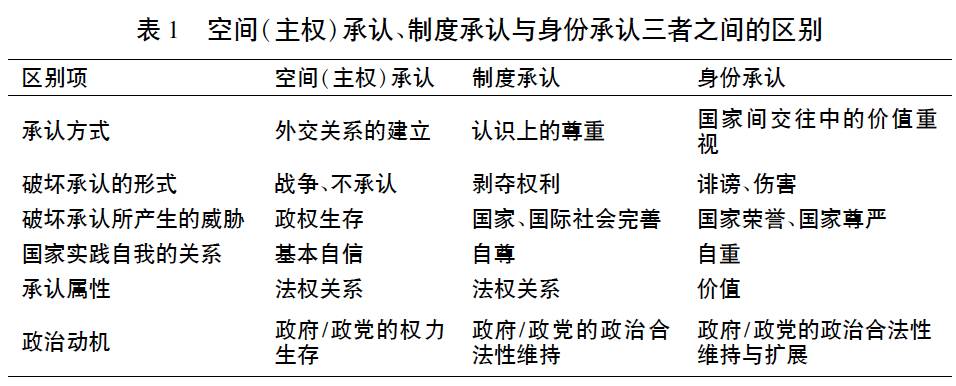 表1 空间(主权)承认、制度承认与身份承认三者之间的区别
区别项 空间(主权)承认 制度承认 身份承认
承认方式 外交关系的建立 认识上的尊重 国家间交往中的价值重
视
破坏承认的形式 战争、不承认 剥夺权利 诽谤、伤害
破坏承认所产生的威胁 政权生存 国家、国际社会完善 国家荣誉、国家尊严
国家实践自我的关系 基本自信 自尊 自重
承认属性 法权关系 法权关系 价值
政治动机 政府/政党的权力 政府/政党的政治合 政府/政党的政治合法性
生存 法性维持 维持与扩展